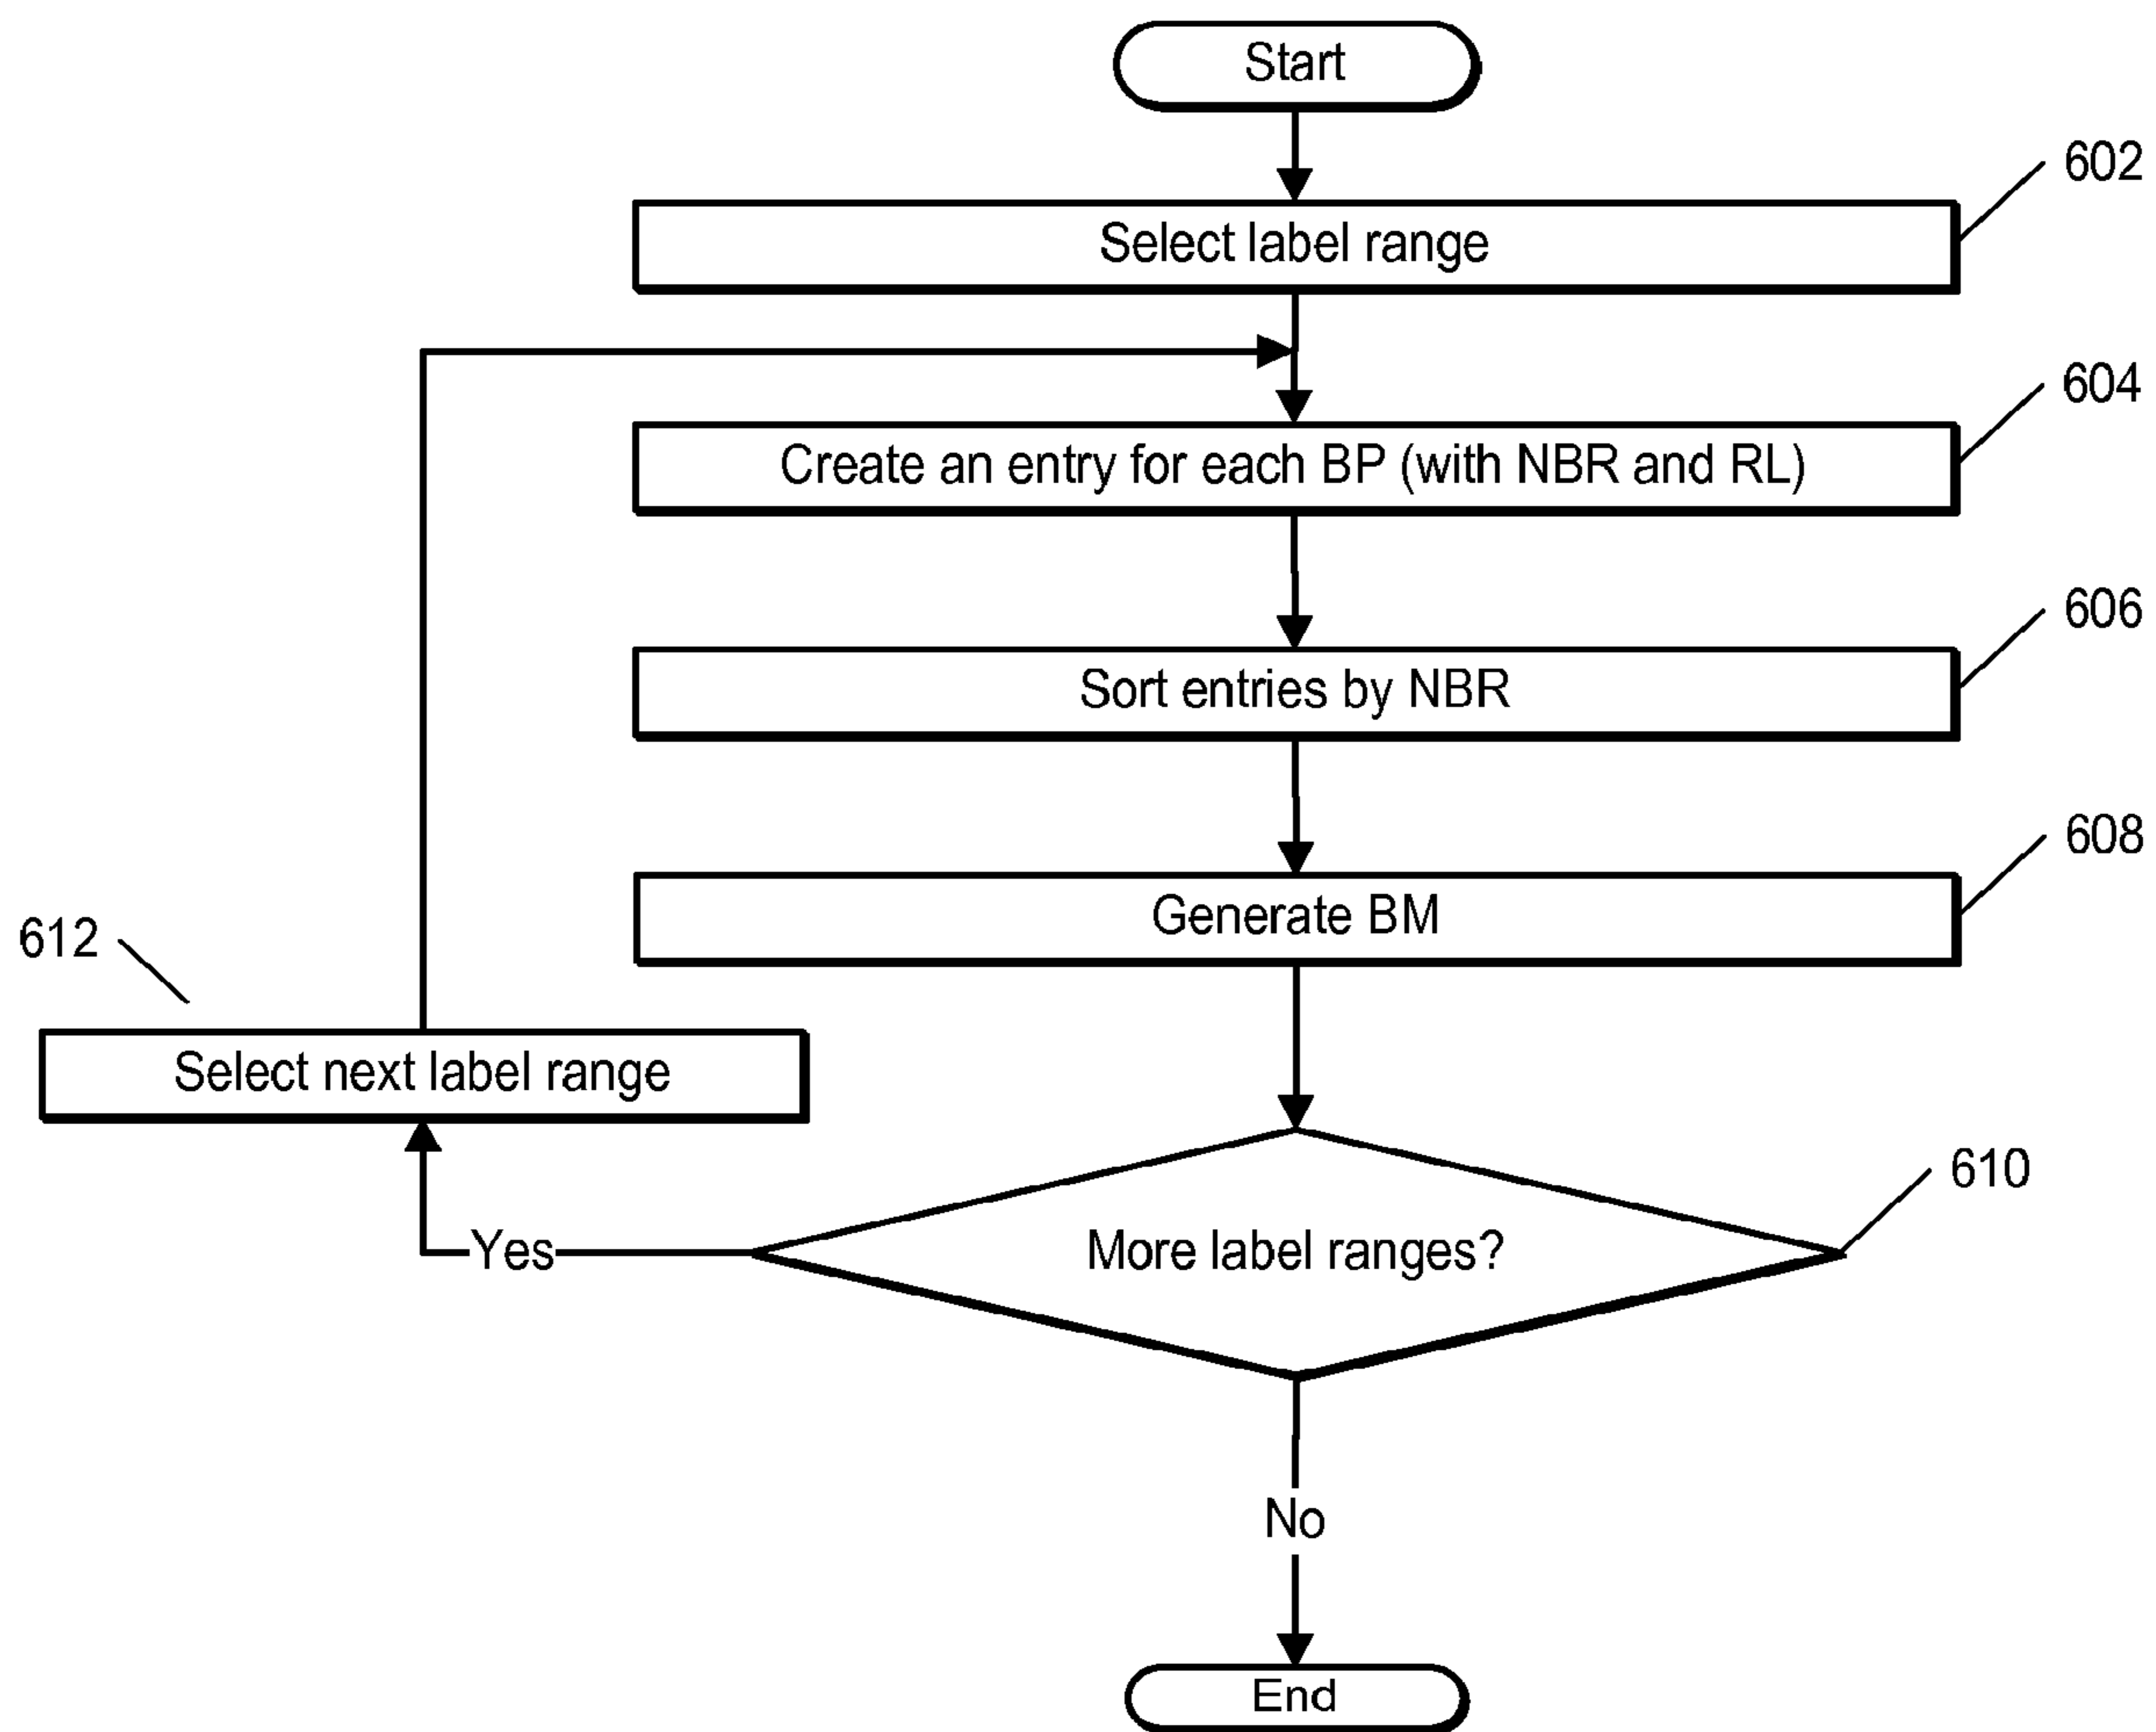 Start
602
Select label range
604
Create an entry for each BP (with NBR and RL)
606
Sort entries by NBR
608
Generate BM
612
Select next label range
610
More label ranges?
Yes
No
End